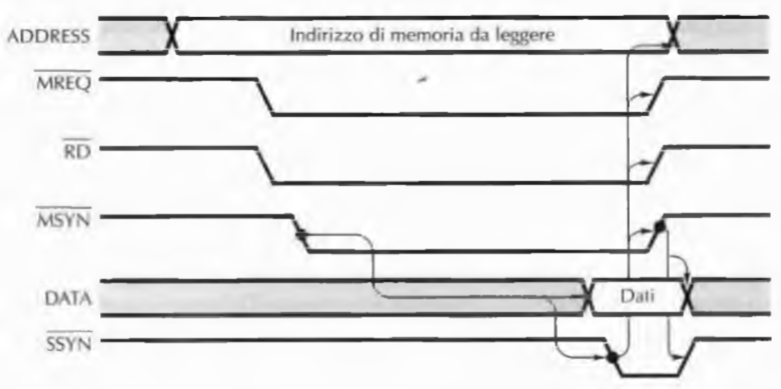 ADDRESS
Indirizzo di memoria da leggere
MREQ
RD
MSYN
DATA
Dati
SSYN